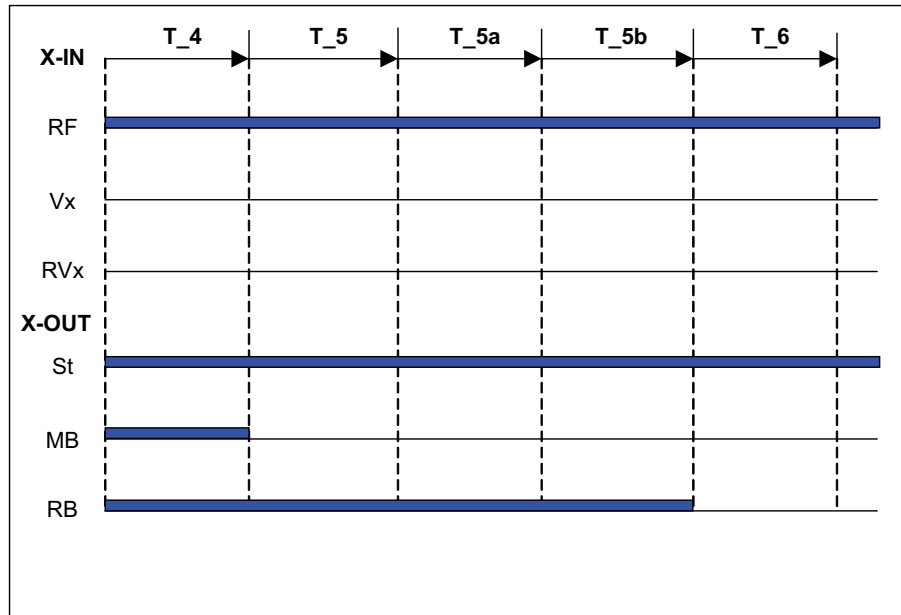 T_4 T_5 T_5a T_5b T_6
X-IN
RF
Vx
RVx
X-OUT
St
MB
RB